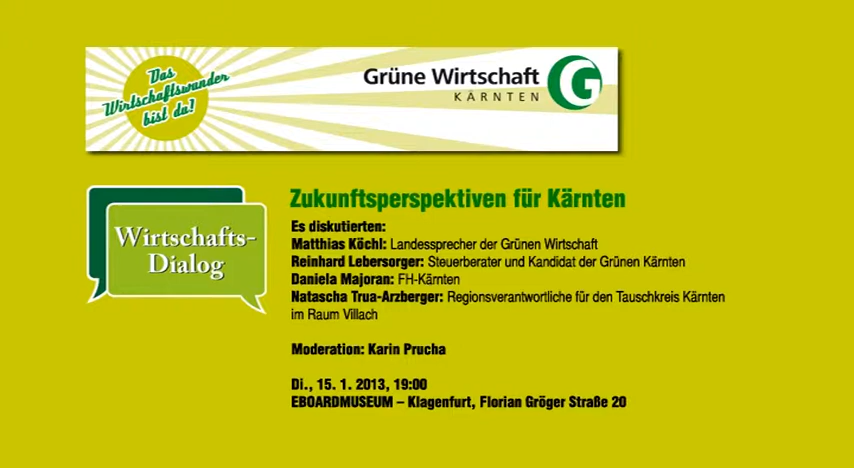 Das
Wirtschaftswunder
bist du!
Grüne Wirtschaft
KÄRNTEN
G
Wirtschafts-
Dialog
Zukunftsperspektiven für Kärnten
Es diskutierten:
Matthias Köchl: Landessprecher der Grünen Wirtschaft
Reinhard Lebersorger: Steuerberater und Kandidat der Grünen Kärnten
Daniela Majoran: FH-Kärnten
Natascha Trua-Arzberger: Regionsverantwortliche für den Tauschkreis Kärnten
im Raum Villach
Moderation: Karin Prucha
Di., 15. 1. 2013, 19:00
EBOARDMUSEUM – Klagenfurt, Florian Gröger Straße 20